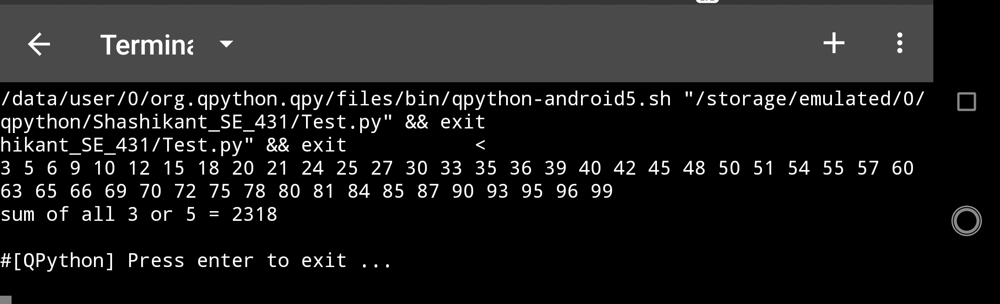 Termina
/data/user/0/org.qpython.qpy/files/bin/qpython-android5.sh "/storage/emulated/0/
qpython/Shashikant_SE_431/Test.py" && exit
hikant_SE_431/Test.py" && exit           <
3 5 6 9 10 12 15 18 20 21 24 25 27 30 33 35 36 39 40 42 45 48 50 51 54 55 57 60
63 65 66 69 70 72 75 78 80 81 84 85 87 90 93 95 96 99
sum of all 3 or 5 = 2318
#[QPython] Press enter to exit ...